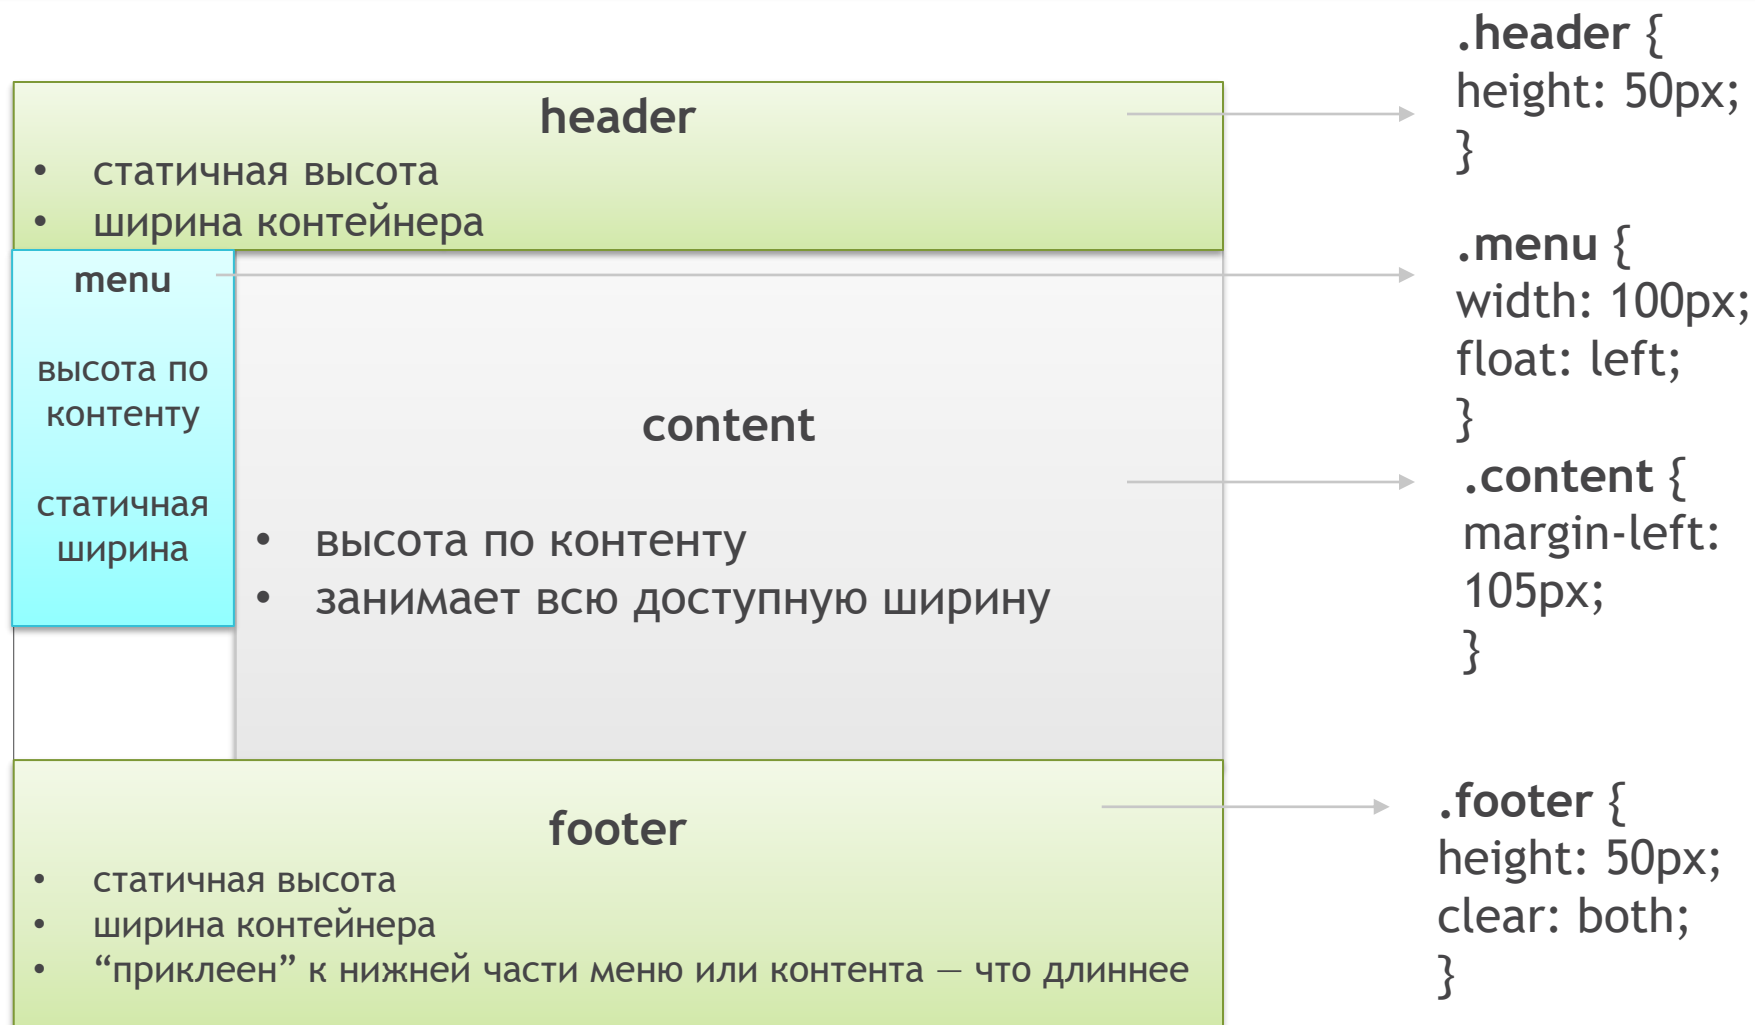 header
• статичная высота
• ширина контейнера
menu
высота по
контенту
статичная
ширина
content
• высота по контенту
• занимает всю доступную ширину
footer
• статичная высота
• ширина контейнера
• “приклеен” к нижней части меню или контента — что длиннее
.header {
height: 50px;
}
.menu {
width: 100px;
float: left;
}
.content {
margin-left:
105px;
}
.footer {
height: 50px;
clear: both;
}